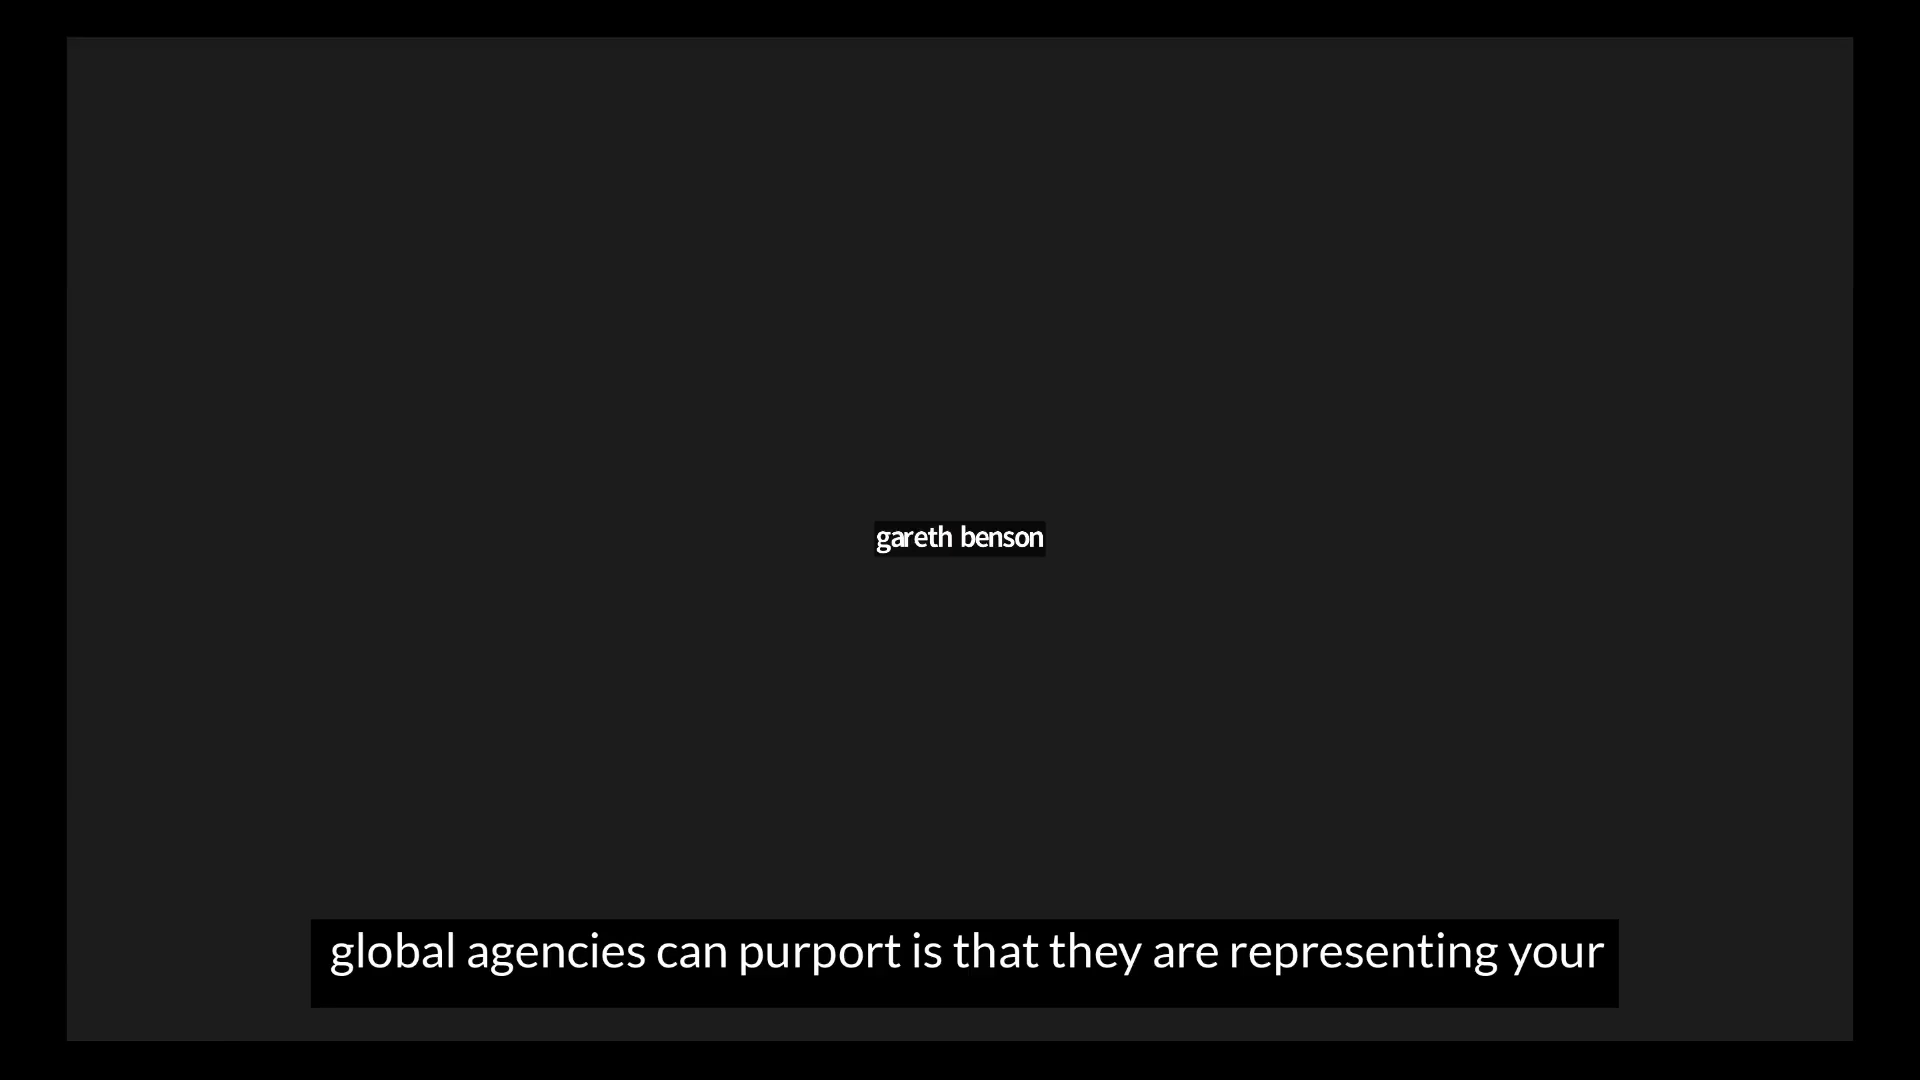 gareth benson
global agencies can purport is that they are representing your